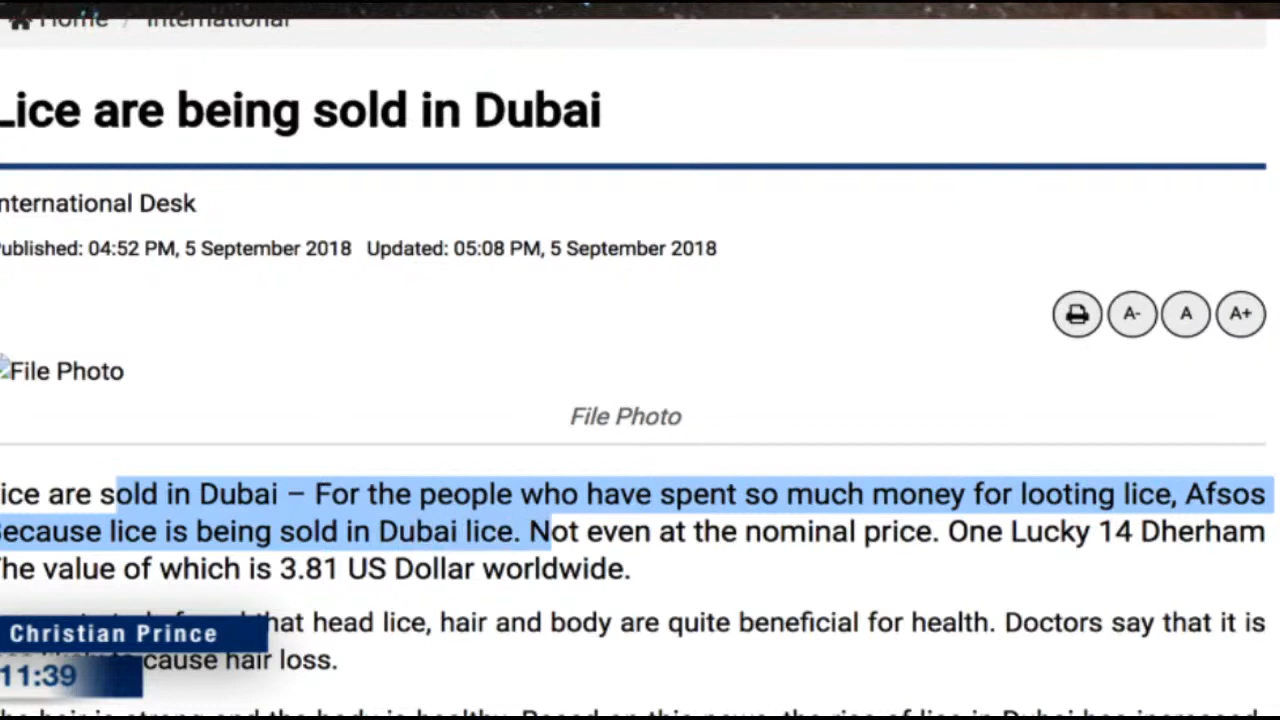 Home / International
Lice are being sold in Dubai
nternational Desk
ublished: 04:52 PM, 5 September 2018 Updated: 05:08 PM, 5 September 2018
A- A A+
File Photo
File Photo
ice are sold in Dubai – For the people who have spent so much money for looting lice, Afsos
ecause lice is being sold in Dubai lice. Not even at the nominal price. One Lucky 14 Dherham
he value of which is 3.81 US Dollar worldwide.
that head lice, hair and body are quite beneficial for health. Doctors say that it is
Christian Prince
cause hair loss.
11:39